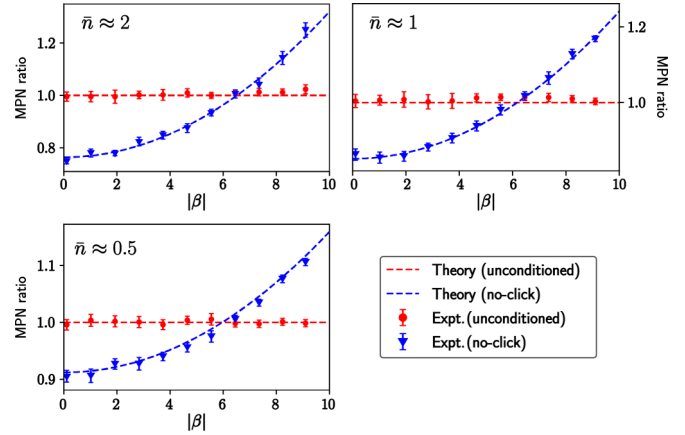 n̄ ≈ 2
MPN ratio
1.2
1.0
0.8
0 2 4 6 8 10
|β|
n̄ ≈ 1
MPN ratio
1.2
1.0
0 2 4 6 8 10
|β|
n̄ ≈ 0.5
MPN ratio
1.1
1.0
0.9
0 2 4 6 8 10
|β|
Theory (unconditioned)
Theory (no-click)
Expt. (unconditioned)
Expt. (no-click)